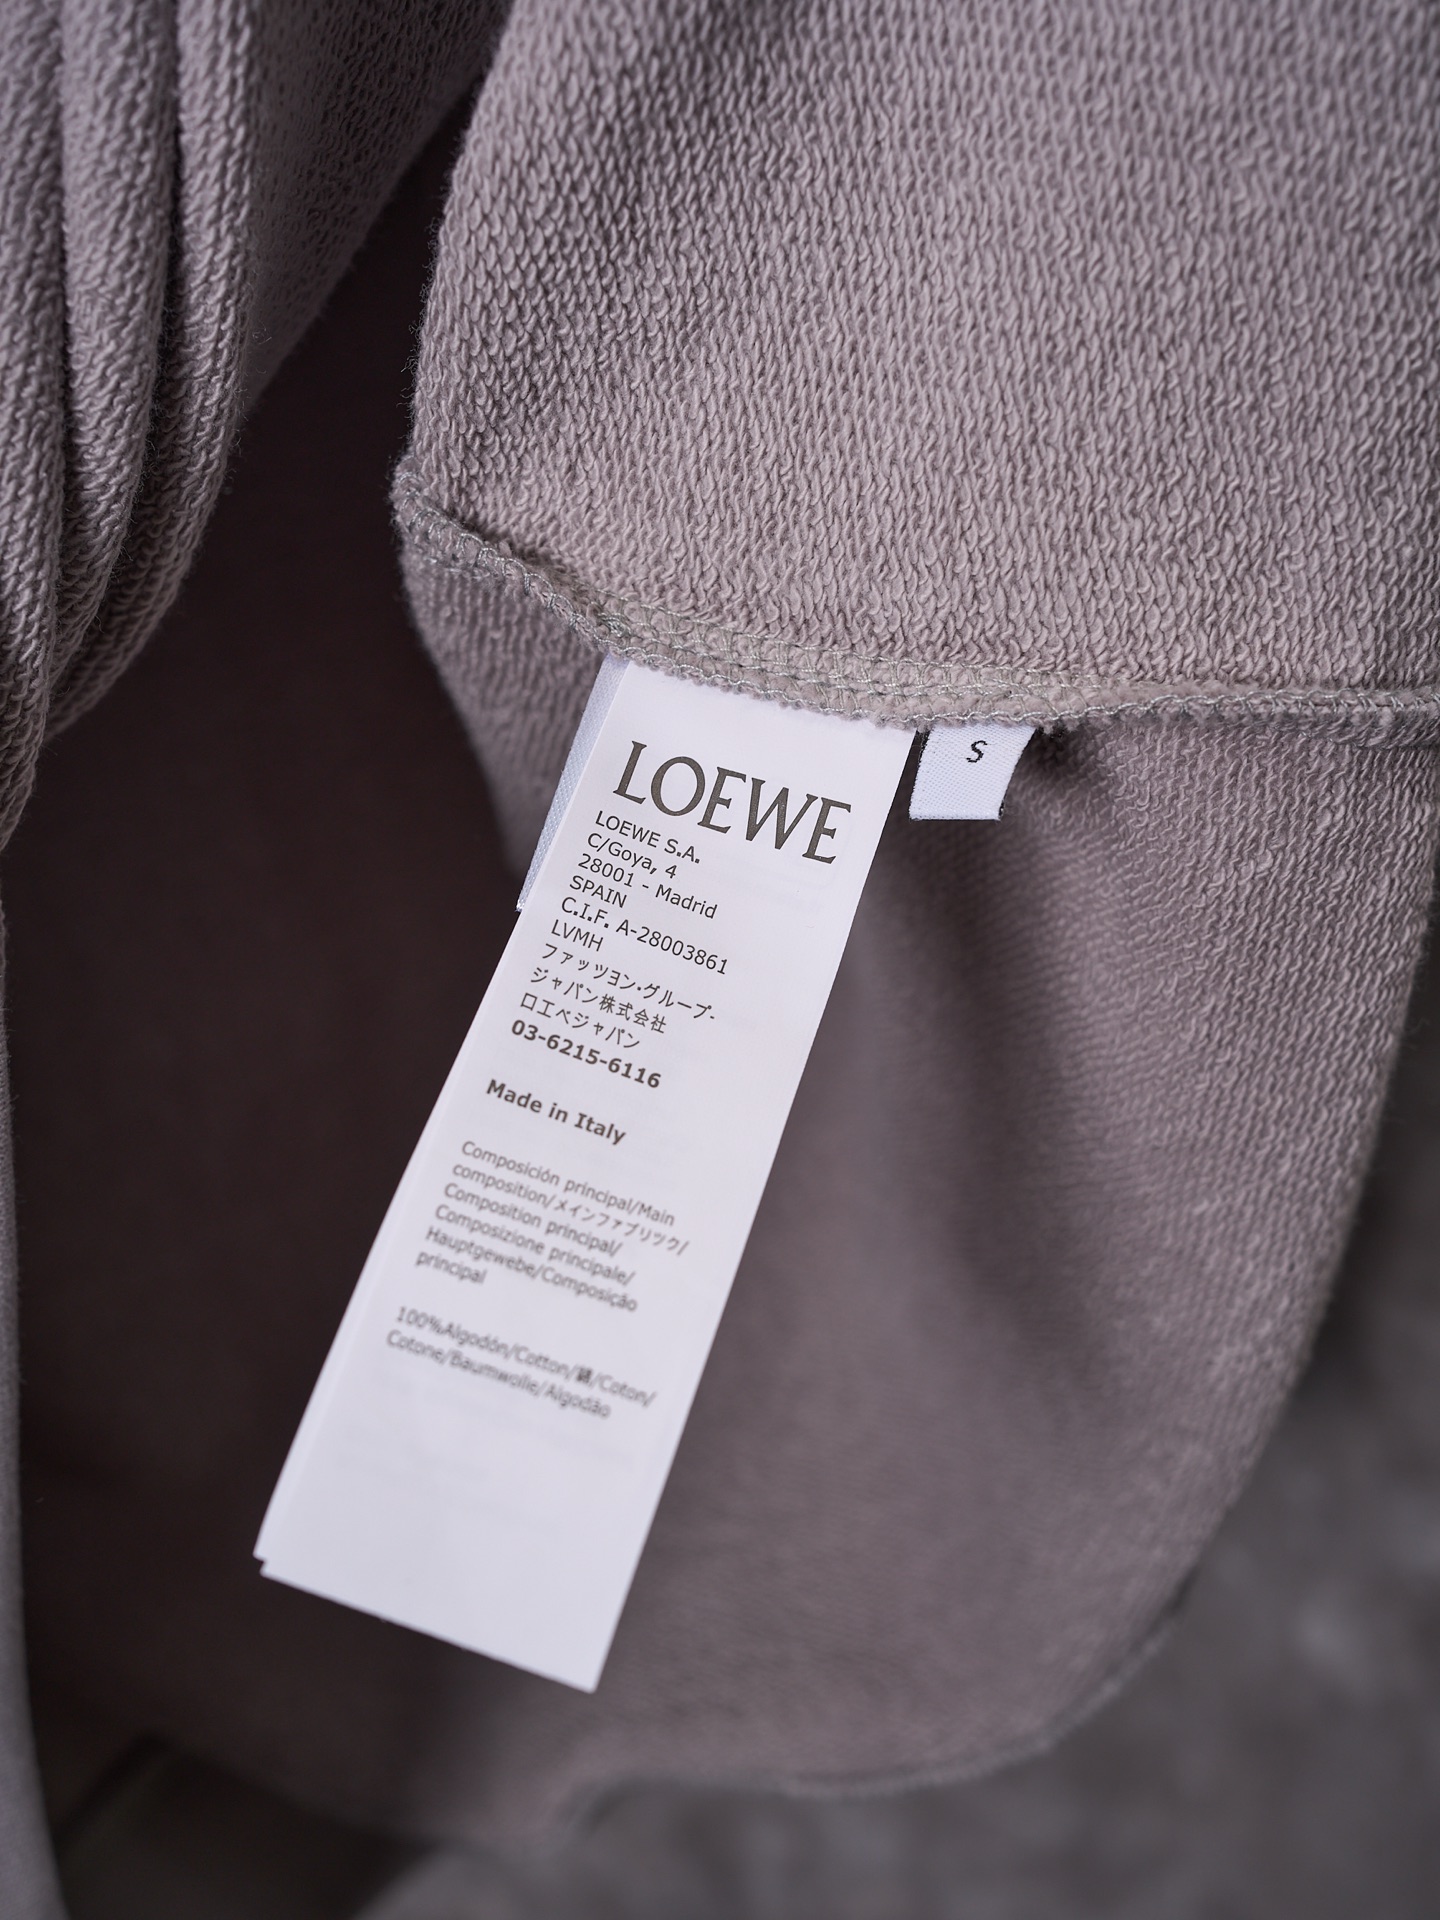 LOEWE
S
LOEWE S.A.
C/Goya, 4
28001 - Madrid
SPAIN
C.I.F. A-28003861
LVMH
ファッツヨン·グループ-
ジャパン株式会社
ロエベジャパン
03-6215-6116
Made in Italy
Composición principal/Main
composition/メインファブリック/
Composition principal/
Composizione principale/
Hauptgewebe/Composição
principal
100%Algodón/Cotton/綿/Coton/
Cotone/Baumwolle/Algodão